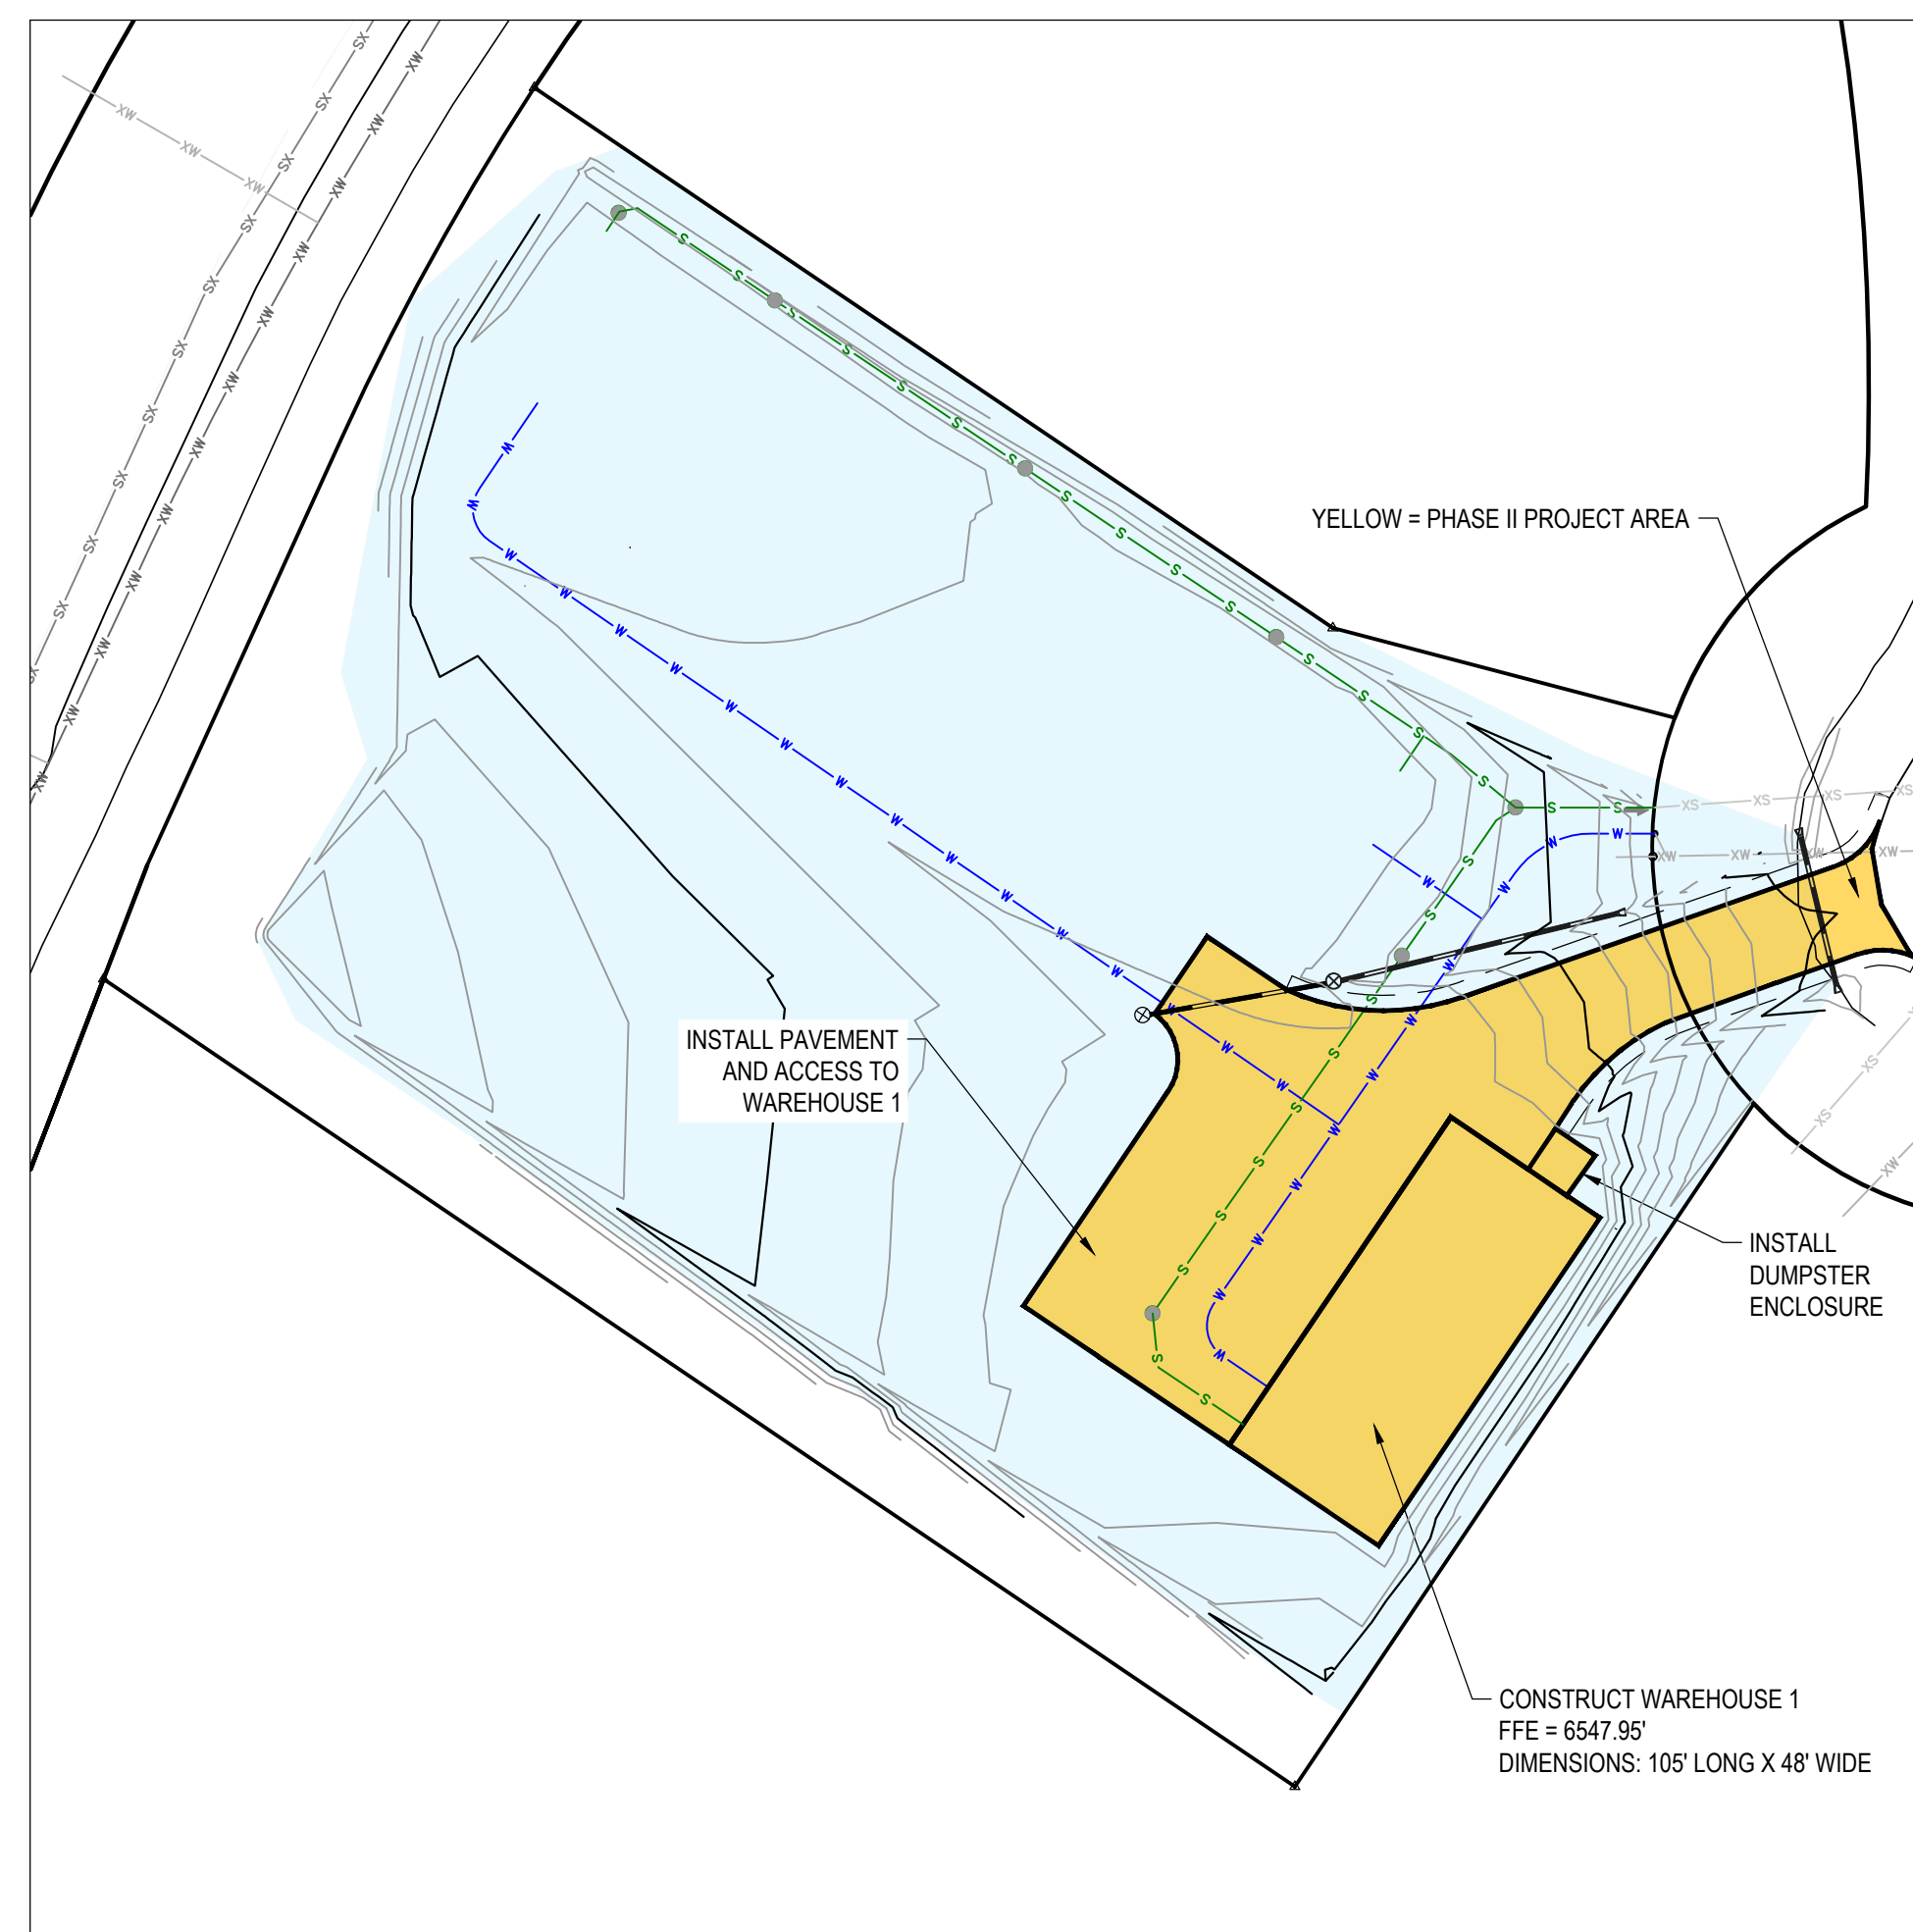 YELLOW = PHASE II PROJECT AREA
INSTALL PAVEMENT
AND ACCESS TO
WAREHOUSE 1
INSTALL
DUMPSTER
ENCLOSURE
CONSTRUCT WAREHOUSE 1
FFE = 6547.95'
DIMENSIONS: 105' LONG X 48' WIDE